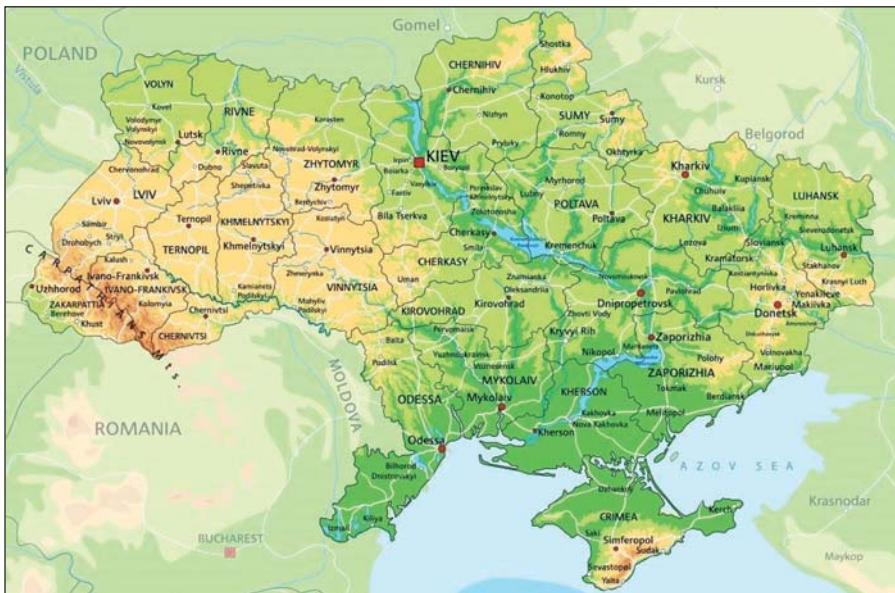 Gomel
POLAND
Vistula
Kursk
Belgorod
VOLYN
Kovel
Volodymyr
Volynskyi
Novovolynsk
Lutsk
RIVNE
Rivne
Dubno
Korosten
Novohrad-Volynskyi
Slavuta
Shepetivka
ZHYTOMYR
Zhytomyr
Berdychiv
CHERNIHIV
Chernihiv
Nizhyn
Pryluky
Shostka
Hlukhiv
Konotop
SUMY
Sumy
Romny
Okhtyrka
KIEV
Irpin
Boiarka
Vasylkiv
Fastiv
Boryspil
Bila Tserkva
Pereyslav
Khmelnytskyi
Zolotonosha
Lubny
Myrhorod
POLTAVA
Poltava
Kremenchuk
Kharkiv
Chuhuiv
Kupiansk
Balakliia
KHARKIV
Izium
Lozova
LUHANSK
Kreminna
Sievierodonetsk
Luhansk
Stakhanov
Krasnyi Luch
Sloviansk
Kramatorsk
Kostiantynivka
Horlivka
Yenakiieve
Makiivka
Donetsk
Volnovakha
Mariupol
Chervonohrad
LVIV
Lviv
Sambir
Drohobych
Stryi
Kalush
Ternopil
TERNOPIL
KHMELNYTSKYI
Khmelnytskyi
Kamianets
Podilskyi
Koziatyn
Vinnytsia
Zhmerynka
VINNYTSIA
Mohyliv
Podilskyi
CARPATHIANS Mts.
Uzhhorod
ZAKARPATTIA
Berehove
Khust
Ivano-Frankivsk
IVANO-FRANKIVSK
Kolomyia
Chernivtsi
CHERNIVTSI
Cherkasy
Smila
CHERKASY
Uman
Znamianka
Oleksandriia
KIROVOHRAD
Kirovohrad
Novomoskovsk
Dnipropetrovsk
Pavlohrad
Zhovti Vody
Kryvyi Rih
Nikopol
Marhanets
Zaporizhia
ZAPORIZHIA
Polohy
Tokmak
Melitopol
Berdiansk
Balta
Podilsk
Pervomaisk
Yuzhnoukrainsk
Voznesensk
MYKOLAIV
Mykolaiv
KHERSON
Kakhovka
Nova Kakhovka
Kherson
ODESSA
Odessa
Bilhorod
Dnistrovskyi
Izmail
Kiliya
MOLDOVA
ROMANIA
BUCHAREST
AZOV SEA
Krasnodar
Maykop
Dzhankoy
CRIMEA
Kerch
Saki
Simferopol
Sudak
Sevastopol
Yalta